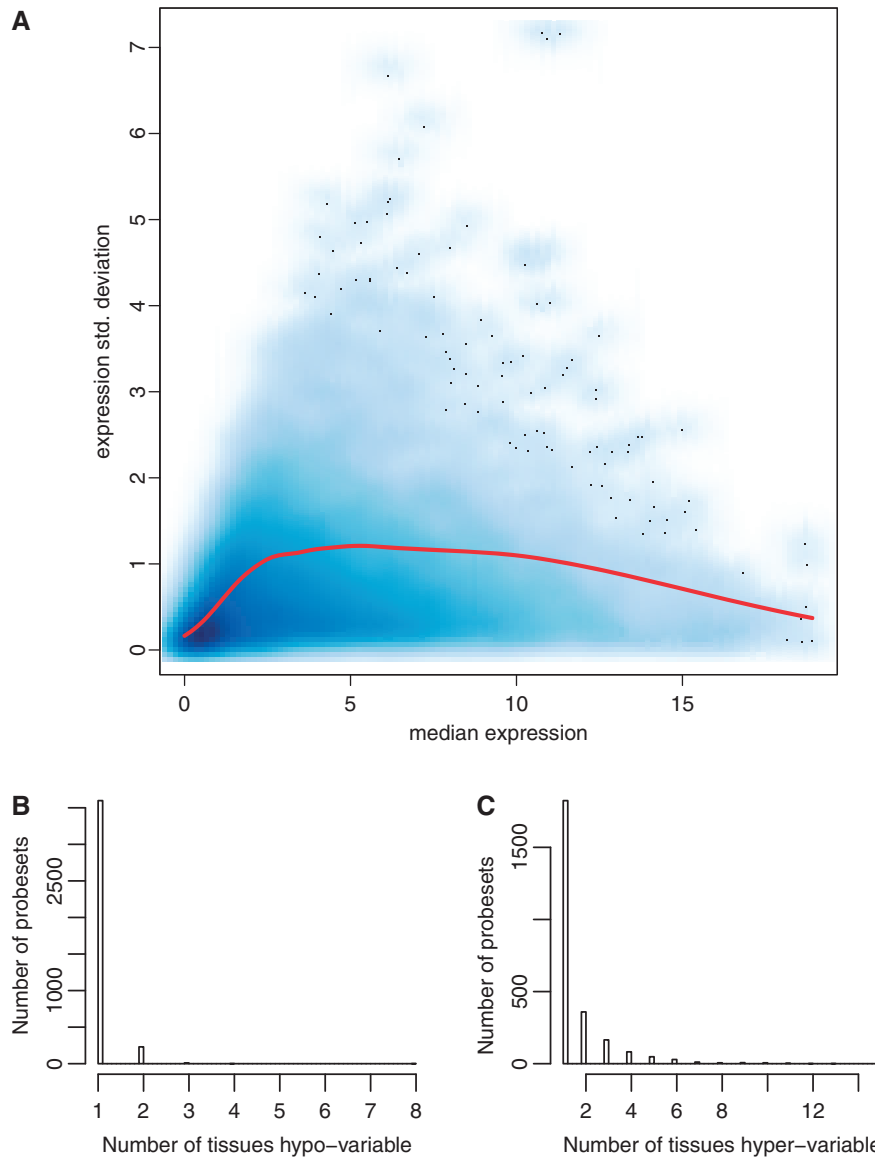 A
expression std. deviation
7
6
5
4
3
2
1
0
0 5 10 15
median expression
B
Number of probesets
2500
1000
0
1 2 3 4 5 6 7 8
Number of tissues hypo−variable
C
Number of probesets
1500
500
0
2 4 6 8 12
Number of tissues hyper−variable